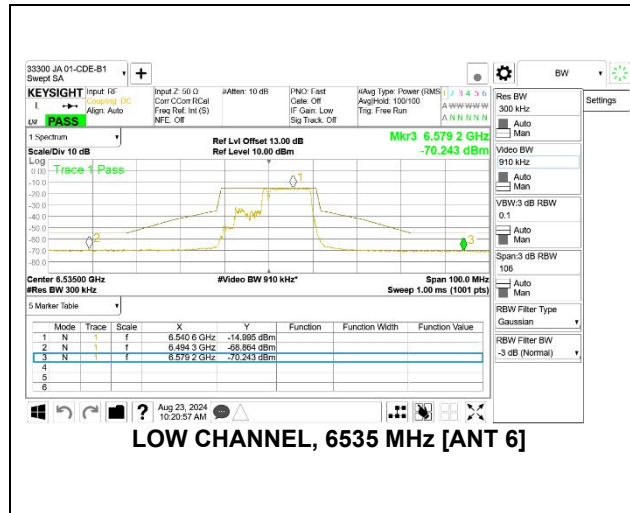 33300 JA 01-CDE-B1
Swept SA
BW
KEYSIGHT
Input: RF
Coupling: DC
Align: Auto
Input Z: 50 Ω
Corr CCorr RCal
Freq Ref: Int (S)
NFE: Off
#Atten: 10 dB
PNO: Fast
Gate: Off
IF Gain: Low
Sig Track: Off
#Avg Type: Power (RMS
Avg|Hold: 100/100
Trig: Free Run
1 2 3 4 5 6
A W W W W W
A N N N N N
PASS
1 Spectrum
Scale/Div 10 dB
Ref Lvl Offset 13.00 dB
Ref Level 10.00 dBm
Mkr3 6.579 2 GHz
-70.243 dBm
Log
Trace 1 Pass
0.00
-10.0
-20.0
-30.0
-40.0
-50.0
-60.0
-70.0
-80.0
1
2
3
Center 6.53500 GHz
#Res BW 300 kHz
#Video BW 910 kHz*
Span 100.0 MHz
Sweep 1.00 ms (1001 pts)
5 Marker Table
Mode Trace Scale X Y Function Function Width Function Value
1 N 1 f 6.540 6 GHz -14.995 dBm
2 N 1 f 6.494 3 GHz -68.864 dBm
3 N 1 f 6.579 2 GHz -70.243 dBm
4
5
6
Aug 23, 2024
10:20:57 AM
Res BW
300 kHz
Auto
Man
Video BW
910 kHz
Auto
Man
VBW:3 dB RBW
0.1
Auto
Man
Span:3 dB RBW
106
Auto
Man
RBW Filter Type
Gaussian
RBW Filter BW
-3 dB (Normal)
Settings
LOW CHANNEL, 6535 MHz [ANT 6]